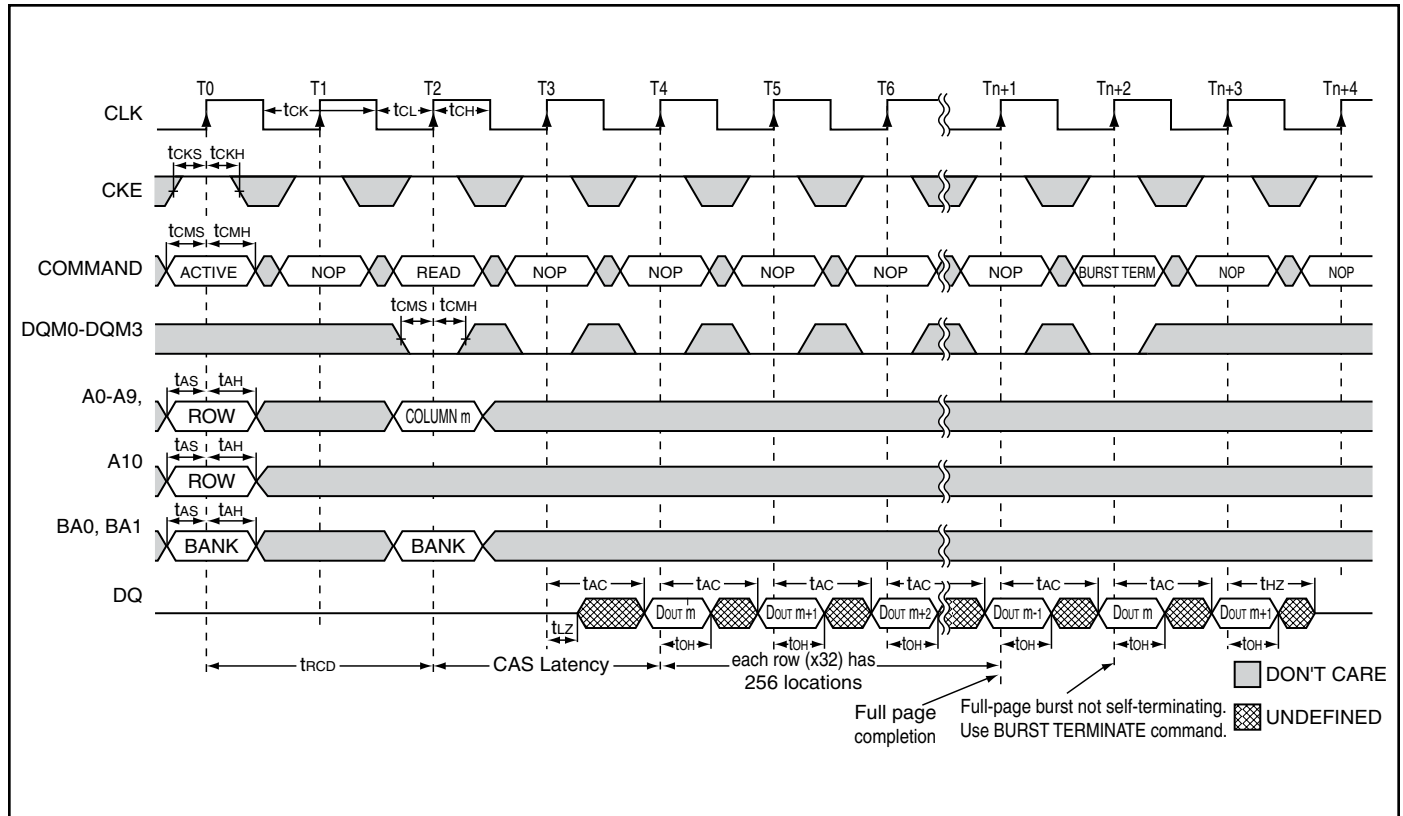 T0 T1 T2 T3 T4 T5 T6 Tn+1 Tn+2 Tn+3 Tn+4
CLK tCK tCL tCH
tCKS tCKH
CKE
tCMS tCMH
COMMAND ACTIVE NOP READ NOP NOP NOP NOP NOP BURST TERM NOP NOP
tCMS tCMH
DQM0-DQM3
tAS tAH
A0-A9, ROW COLUMN m
tAS tAH
A10 ROW
tAS tAH
BA0, BA1 BANK BANK
tAC tAC tAC tAC tAC tAC tHZ
DQ DOUT m DOUT m+1 DOUT m+2 DOUT m-1 DOUT m DOUT m+1
tLZ tOH tOH tOH tOH tOH tOH
tRCD CAS Latency each row (x32) has
256 locations
DON'T CARE
UNDEFINED
Full page
completion
Full-page burst not self-terminating.
Use BURST TERMINATE command.